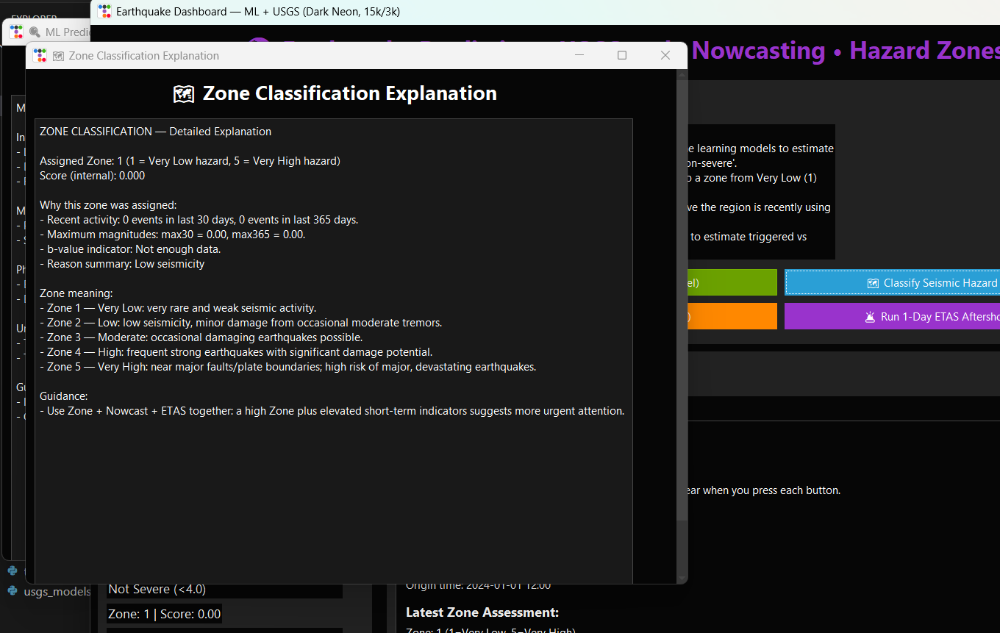 Earthquake Dashboard — ML + USGS (Dark Neon, 15k/3k)
EXPLORER
ML Predic
Zone Classification Explanation
Nowcasting • Hazard Zones
Zone Classification Explanation
ZONE CLASSIFICATION — Detailed Explanation
Assigned Zone: 1 (1 = Very Low hazard, 5 = Very High hazard)
Score (internal): 0.000
Why this zone was assigned:
- Recent activity: 0 events in last 30 days, 0 events in last 365 days.
- Maximum magnitudes: max30 = 0.00, max365 = 0.00.
- b-value indicator: Not enough data.
- Reason summary: Low seismicity
Zone meaning:
- Zone 1 — Very Low: very rare and weak seismic activity.
- Zone 2 — Low: low seismicity, minor damage from occasional moderate tremors.
- Zone 3 — Moderate: occasional damaging earthquakes possible.
- Zone 4 — High: frequent strong earthquakes with significant damage potential.
- Zone 5 — Very High: near major faults/plate boundaries; high risk of major, devastating earthquakes.
Guidance:
- Use Zone + Nowcast + ETAS together: a high Zone plus elevated short-term indicators suggests more urgent attention.
e learning models to estimate
on-severe'.
o a zone from Very Low (1)
ve the region is recently using
to estimate triggered vs
el)
Classify Seismic Hazard
)
Run 1-Day ETAS Aftersho
ear when you press each button.
usgs_models
Not Severe (<4.0)
Zone: 1 | Score: 0.00
Origin time: 2024-01-01 12:00
Latest Zone Assessment:
Zone: 1 (1=Very Low, 5=Very High)